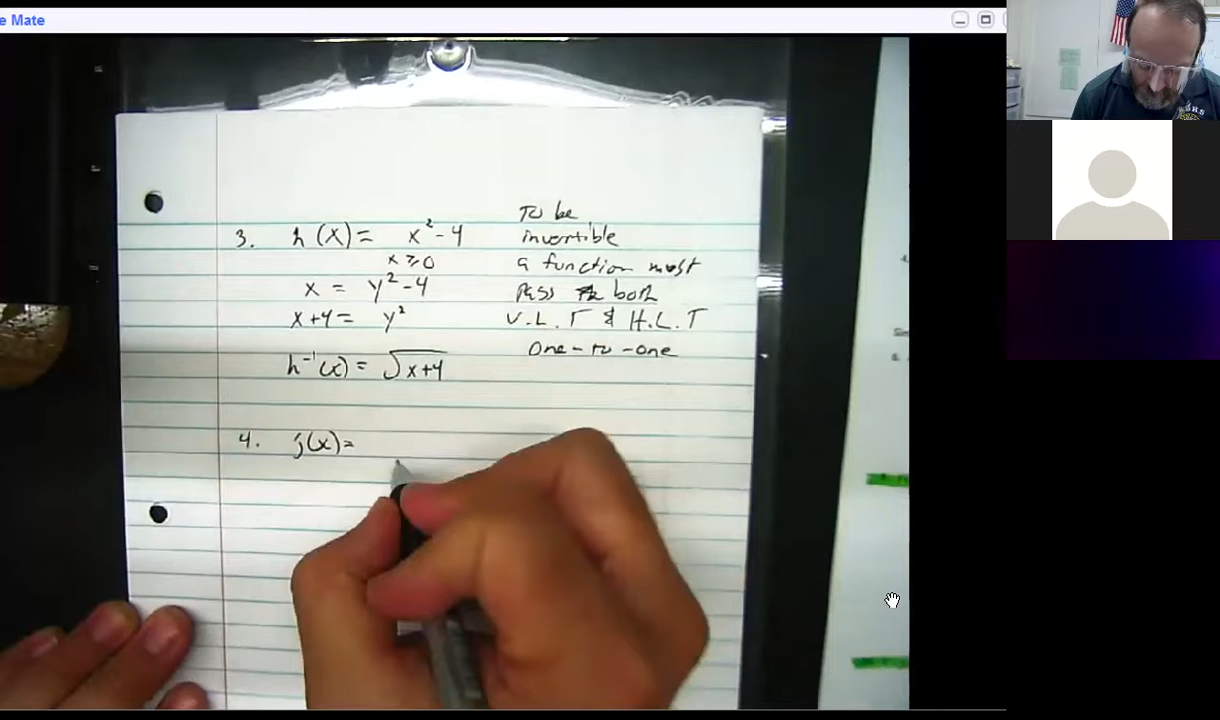 e Mate
3. h(x) = x² - 4
x ≥ 0
x = y² - 4
x + 4 = y²
h⁻¹(x) = √x+4
To be
invertible
a function must
pass both
V.L.T & H.L.T
one-to-one
4. j(x) =